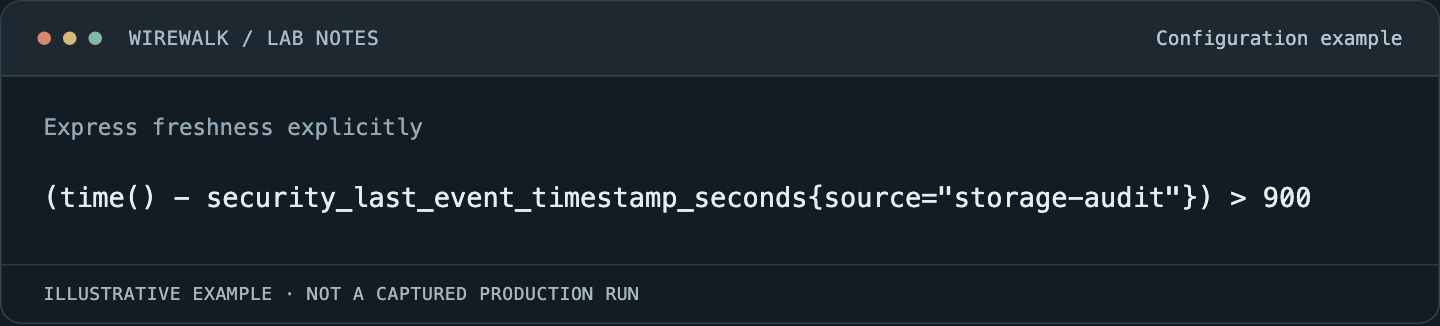 WIREWALK / LAB NOTES
Configuration example
Express freshness explicitly
(time() − security_last_event_timestamp_seconds{source="storage−audit"}) > 900
ILLUSTRATIVE EXAMPLE · NOT A CAPTURED PRODUCTION RUN